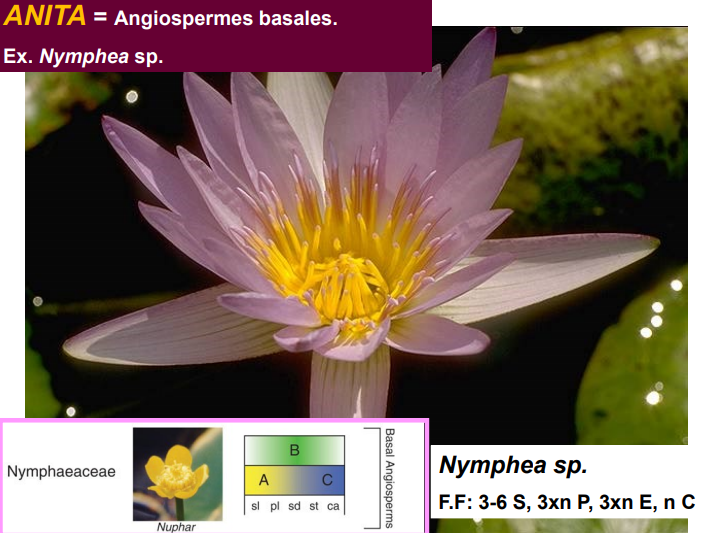 ANITA = Angiospermes basales.
Ex. Nymphea sp.
Nymphaeaceae
Nuphar
B
A C
sl pl sd st ca
Basal Angiosperms
Nymphea sp.
F.F: 3-6 S, 3xn P, 3xn E, n C